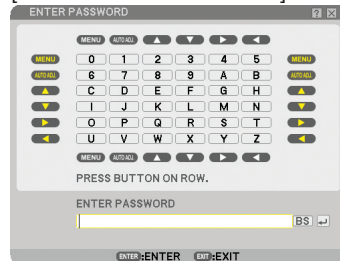 ENTER PASSWORD
MENU AUTO ADJ.
MENU 0 1 2 3 4 5 MENU
AUTO ADJ. 6 7 8 9 A B AUTO ADJ.
C D E F G H
I J K L M N
O P Q R S T
U V W X Y Z
MENU AUTO ADJ.
PRESS BUTTON ON ROW.
ENTER PASSWORD
BS
ENTER :ENTER EXIT :EXIT